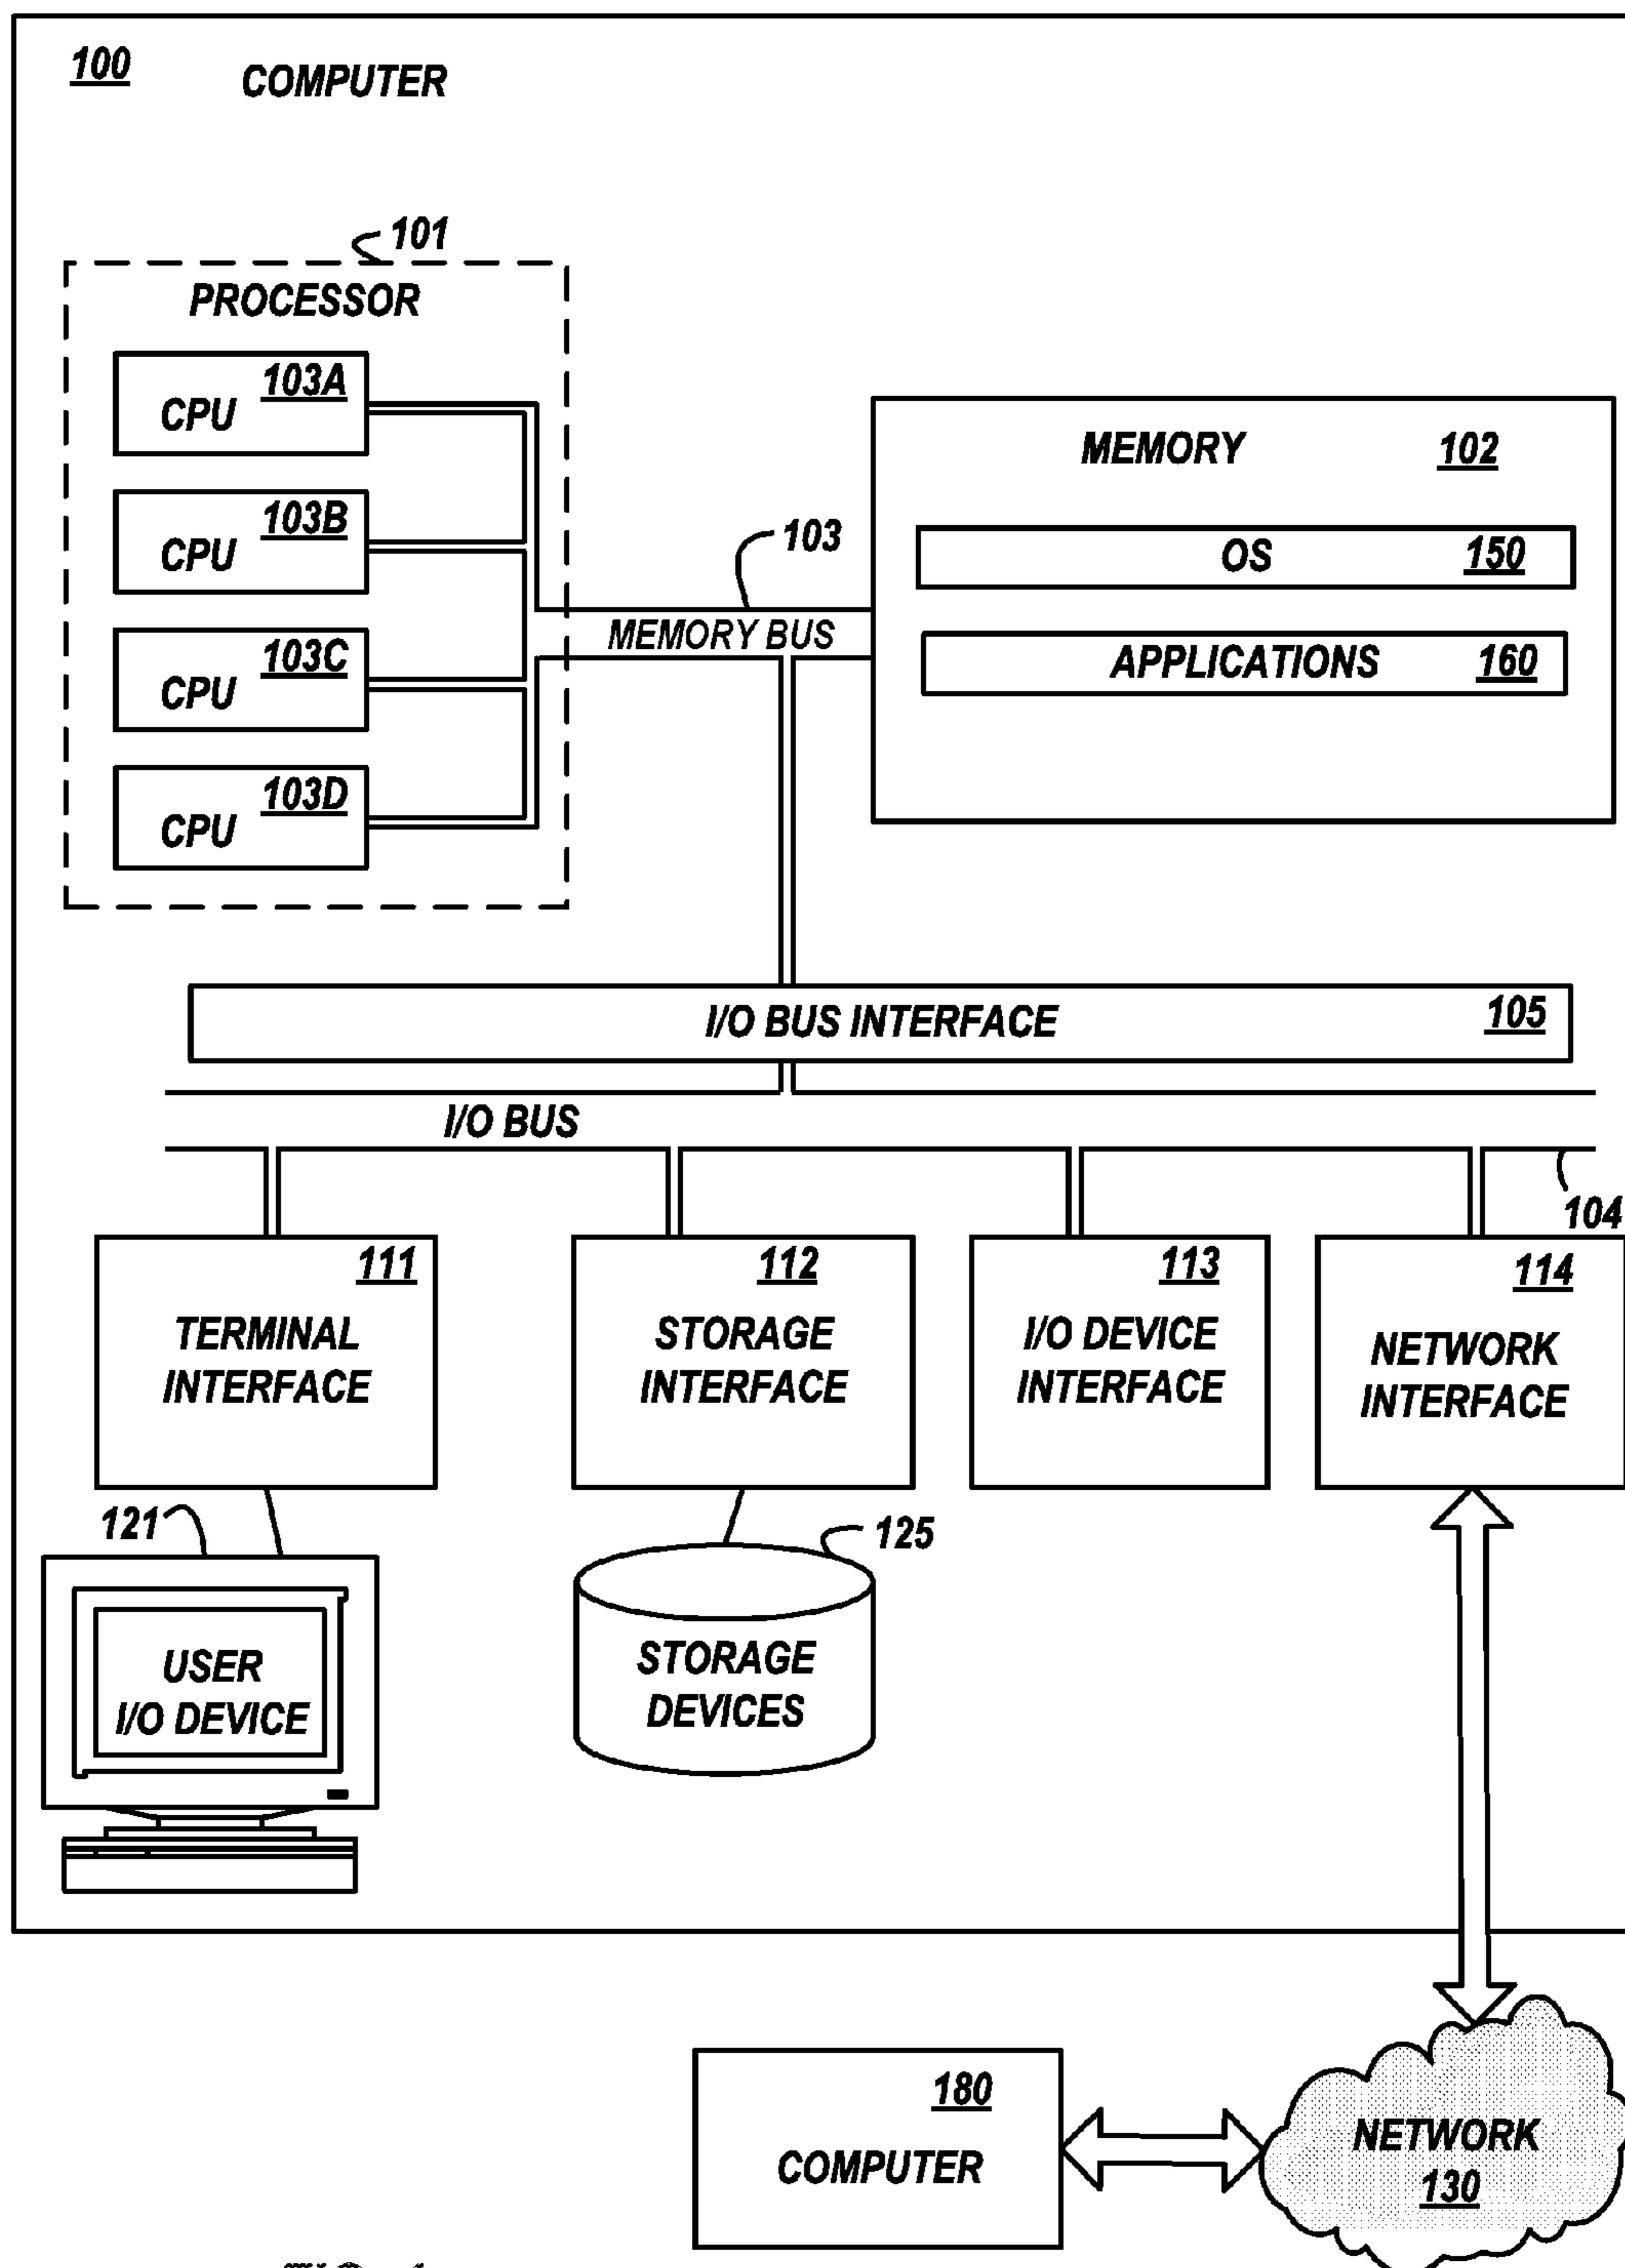 100 COMPUTER
101
PROCESSOR
103A
CPU
103B
CPU
103C
CPU
103D
CPU
103
MEMORY BUS
MEMORY 102
OS 150
APPLICATIONS 160
I/O BUS INTERFACE 105
I/O BUS
104
111
TERMINAL
INTERFACE
112
STORAGE
INTERFACE
113
I/O DEVICE
INTERFACE
114
NETWORK
INTERFACE
121
USER
I/O DEVICE
125
STORAGE
DEVICES
180
COMPUTER
NETWORK
130